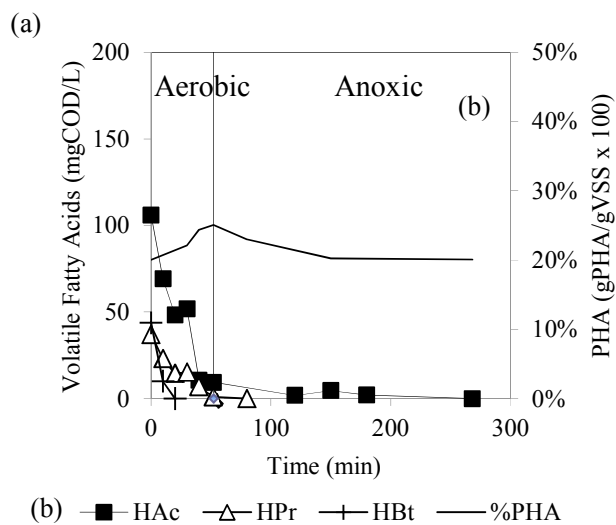 (a)
200
150
100
50
0
Volatile Fatty Acids (mgCOD/L)
Aerobic Anoxic
(b)
50%
40%
30%
20%
10%
0%
PHA (gPHA/gVSS x 100)
0 100 200 300
Time (min)
(b) HAc HPr HBt %PHA